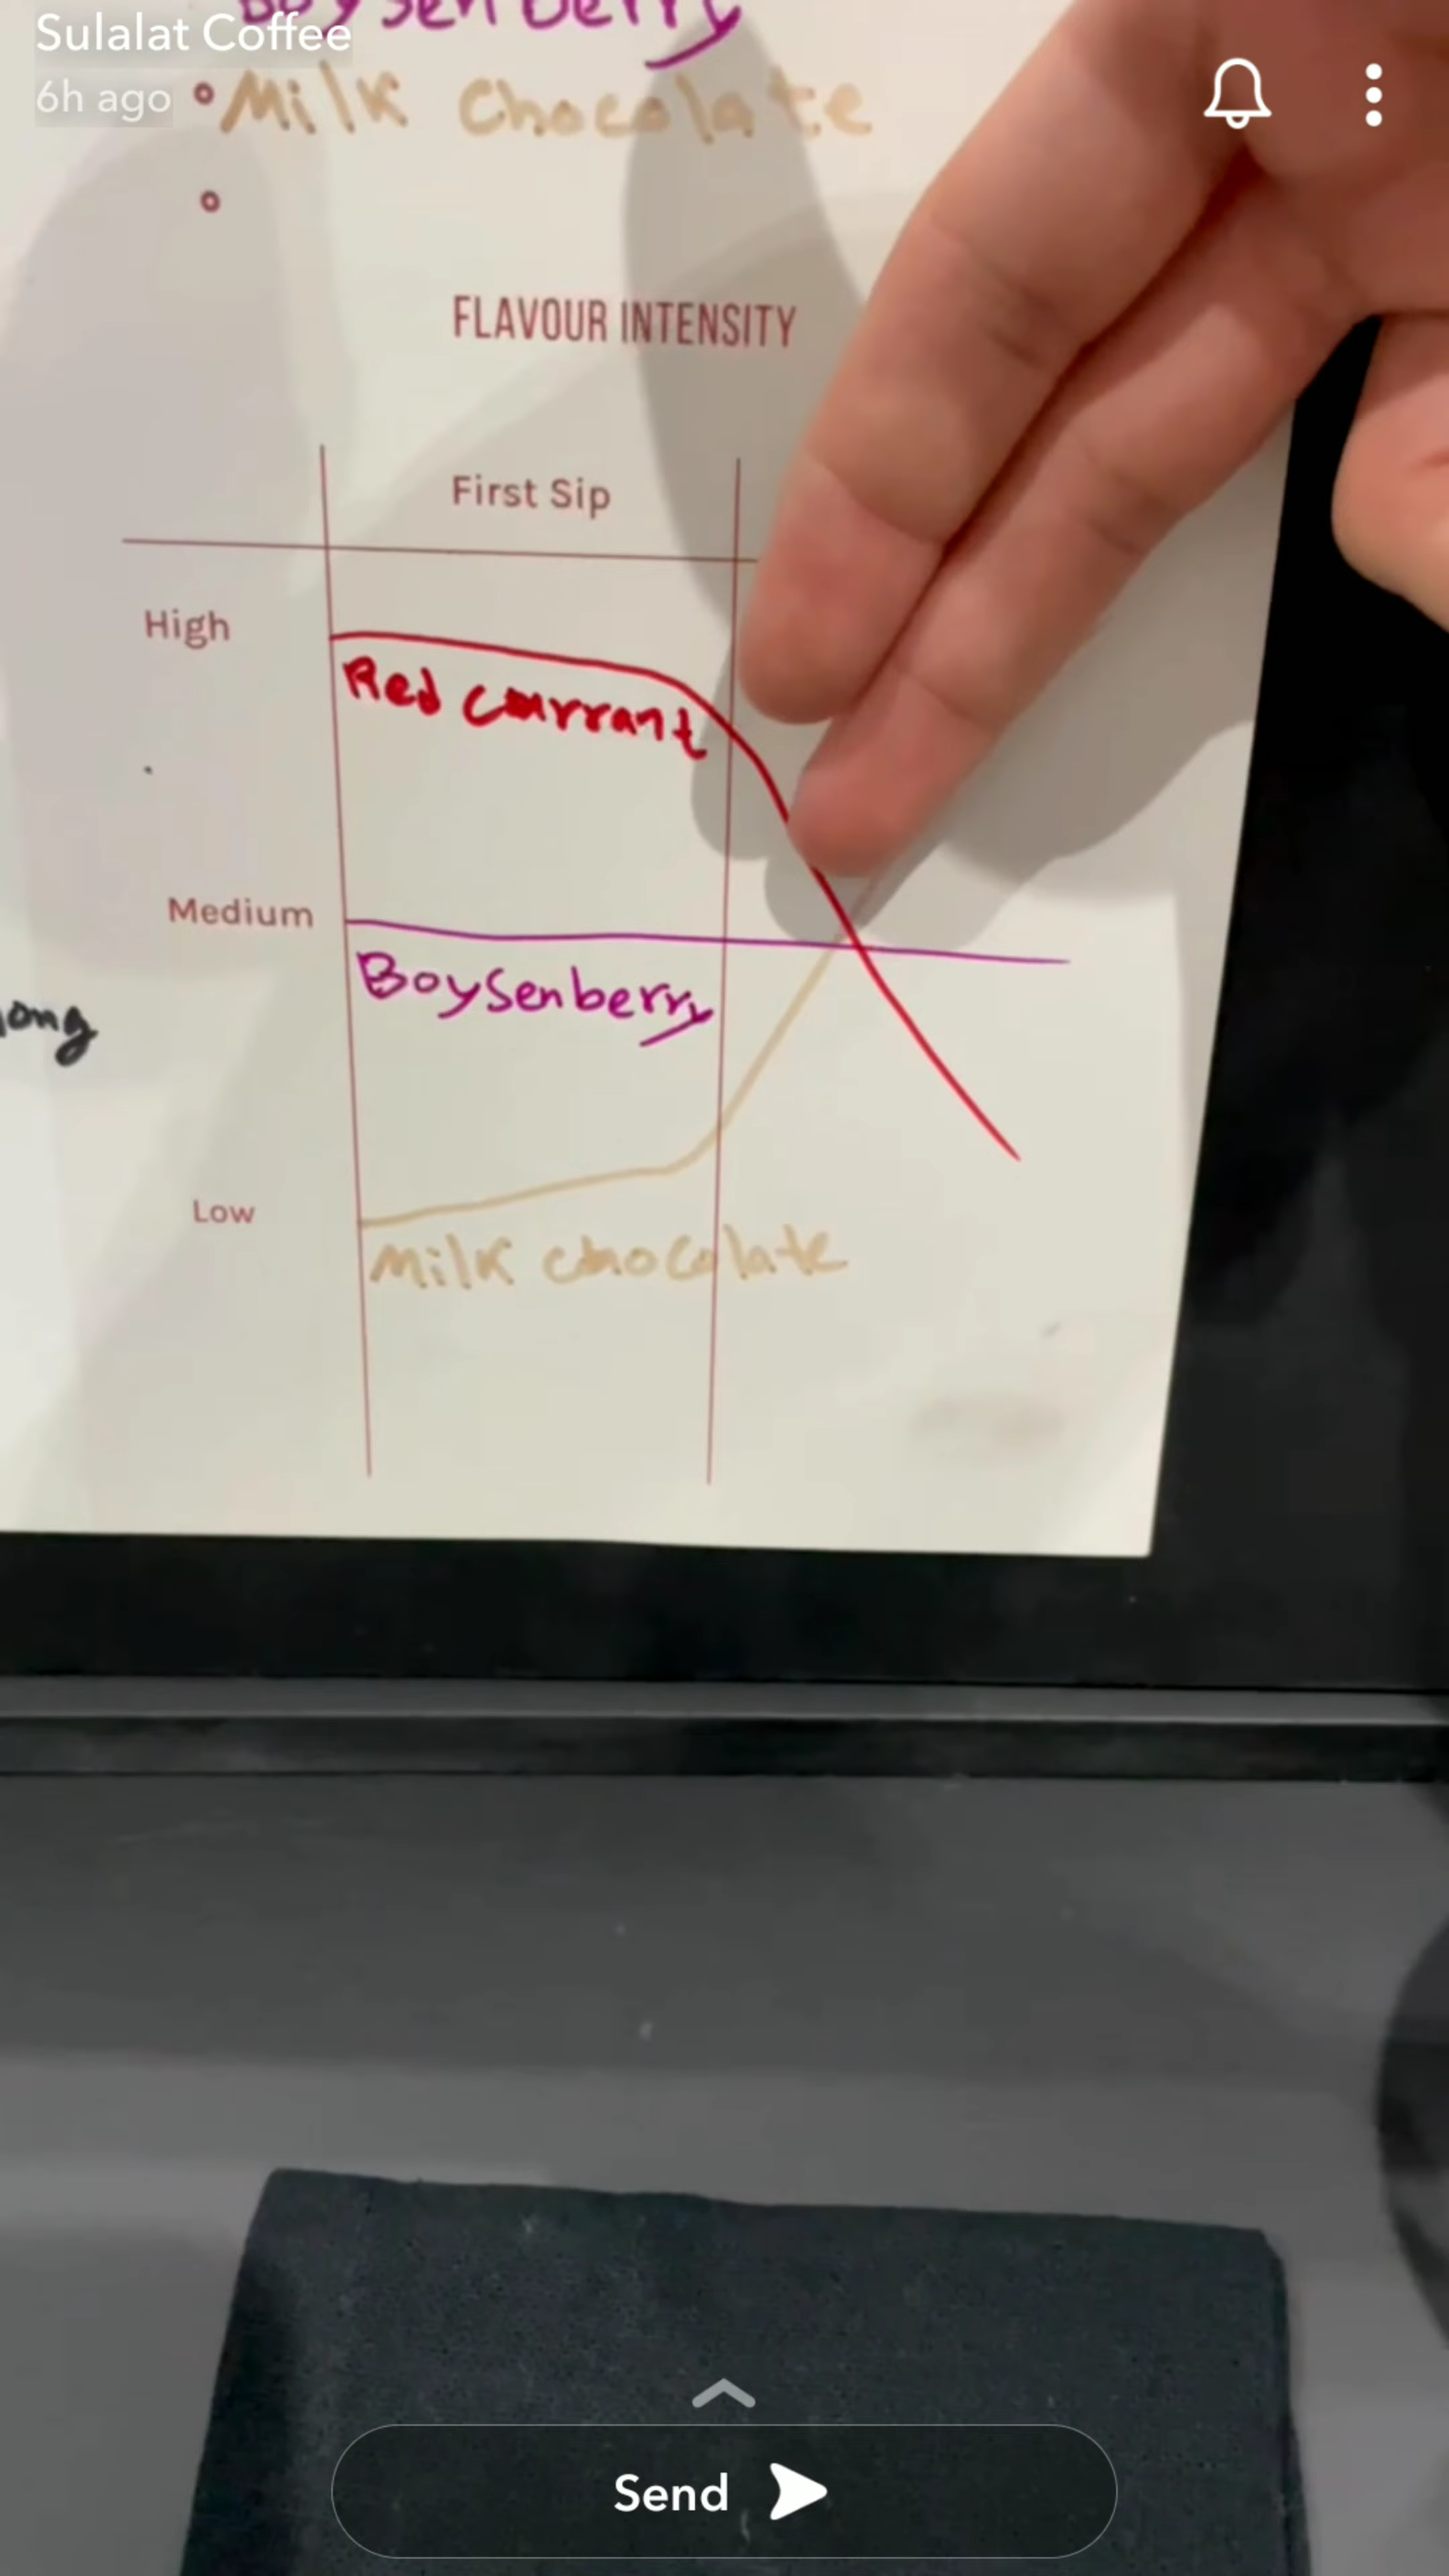 Boysenberry
Sulalat Coffee
6h ago
Milk chocolate
FLAVOUR INTENSITY
First Sip
High
Red currant
Medium
Boysenberry
Low
Milk chocolate
Send